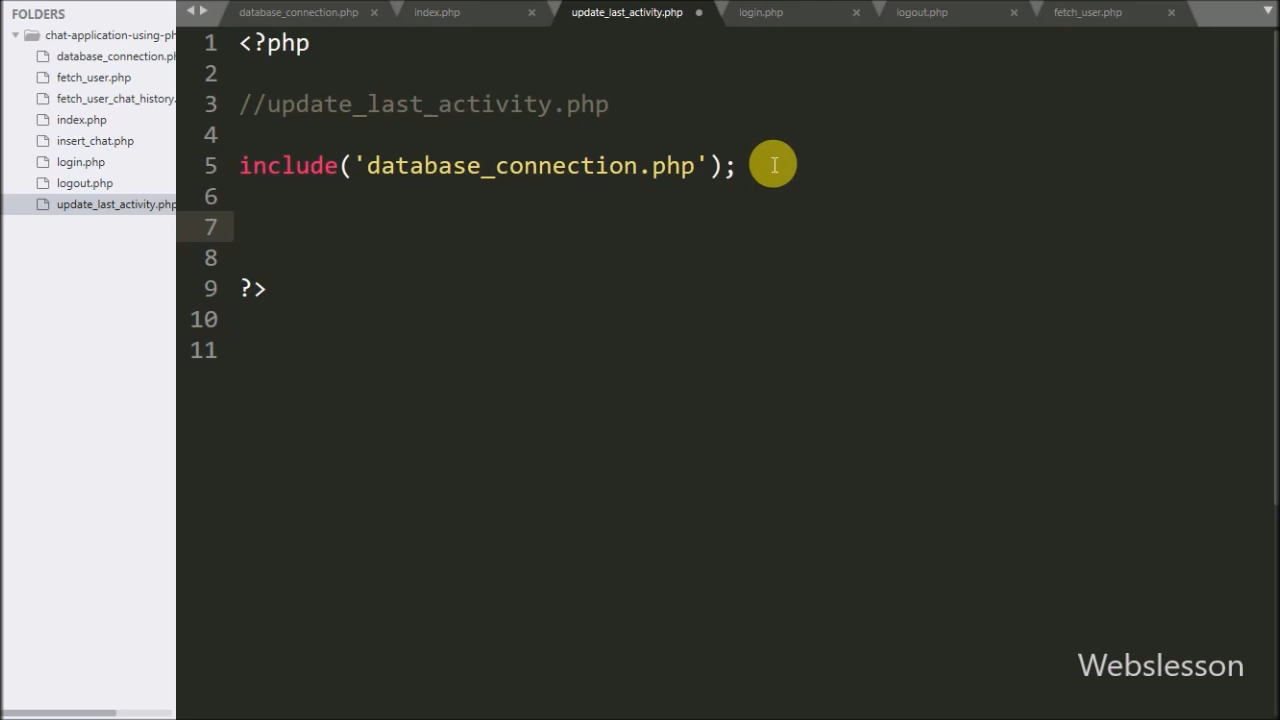 FOLDERS
chat-application-using-ph
database_connection.ph
fetch_user.php
fetch_user_chat_history.
index.php
insert_chat.php
login.php
logout.php
update_last_activity.php
database_connection.php
index.php
update_last_activity.php
login.php
logout.php
fetch_user.php
1 <?php
2
3 //update_last_activity.php
4
5 include('database_connection.php');
6
7
8
9 ?>
10
11
Webslesson